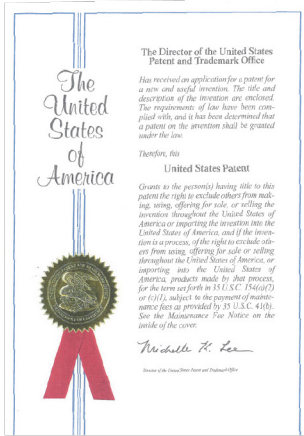 The
United
States
of
America
The Director of the United States
Patent and Trademark Office
Has received an application for a patent for
a new and useful invention. The title and
description of the invention are enclosed.
The requirements of law have been com-
plied with, and it has been determined that
a patent on the invention shall be granted
under the law.
Therefore, this
United States Patent
Grants to the person(s) having title to this
patent the right to exclude others from mak-
ing, using, offering for sale, or selling the
invention throughout the United States of
America or importing the invention into the
United States of America, and if the inven-
tion is a process, of the right to exclude oth-
ers from using, offering for sale or selling
throughout the United States of America, or
importing into the United States of
America, products made by that process,
for the term set forth in 35 U.S.C. 154(a)(2)
or (c)(1), subject to the payment of mainte-
nance fees as provided by 35 U.S.C. 41(b).
See the Maintenance Fee Notice on the
inside of the cover.
Michelle K. Lee
Director of the United States Patent and Trademark Office